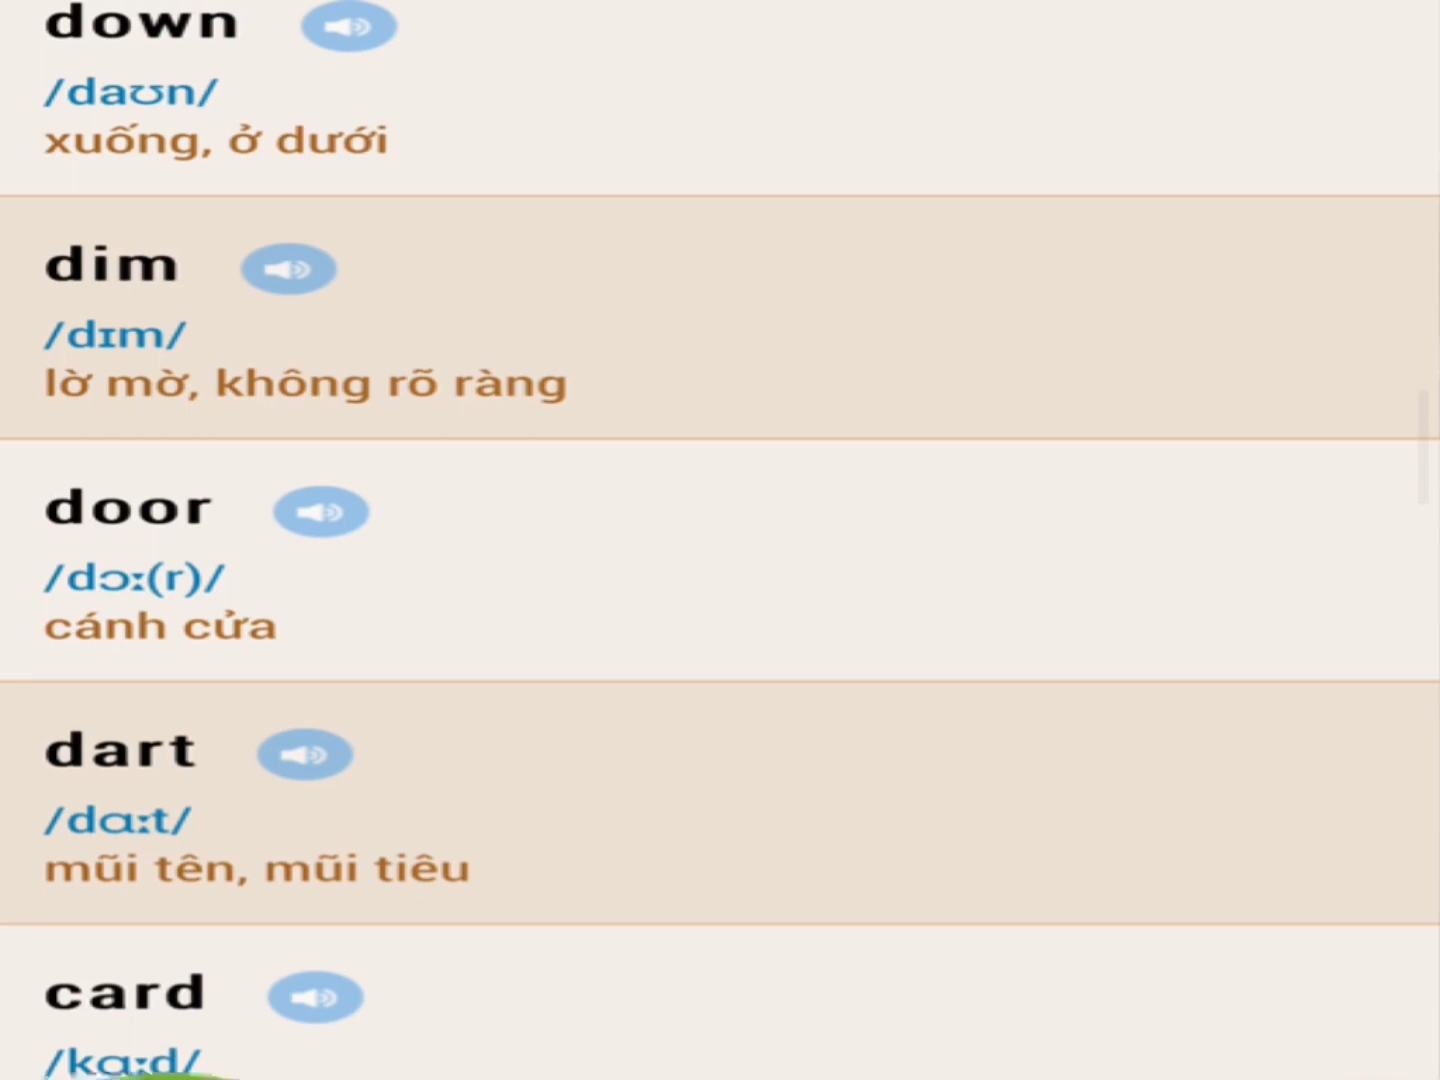 down
/daʊn/
xuống, ở dưới
dim
/dɪm/
lờ mờ, không rõ ràng
door
/dɔː(r)/
cánh cửa
dart
/dɑːt/
mũi tên, mũi tiêu
card
/kɑːd/